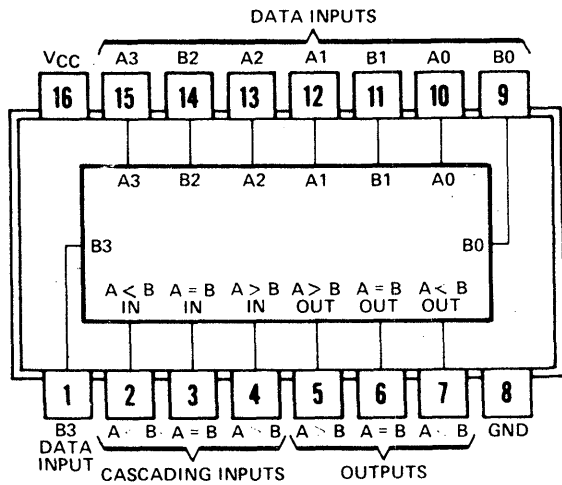 DATA INPUTS
VCC A3 B2 A2 A1 B1 A0 B0
16 15 14 13 12 11 10 9
A3 B2 A2 A1 B1 A0
B3 B0
A < B A = B A > B A > B A = B A < B
IN IN IN OUT OUT OUT
1 2 3 4 5 6 7 8
B3 A < B A = B A > B A > B A = B A < B GND
DATA
INPUT
CASCADING INPUTS OUTPUTS